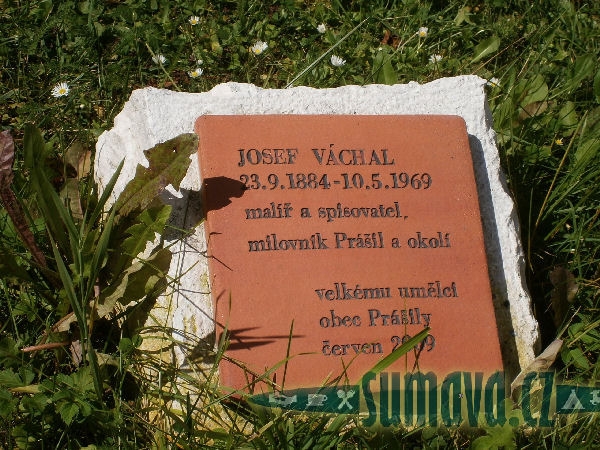 JOSEF VÁCHAL
23.9.1884-10.5.1969
malíř a spisovatel,
milovník Prášil a okolí
velkému umělci
obec Prášily
červen 2009
sumava.cz